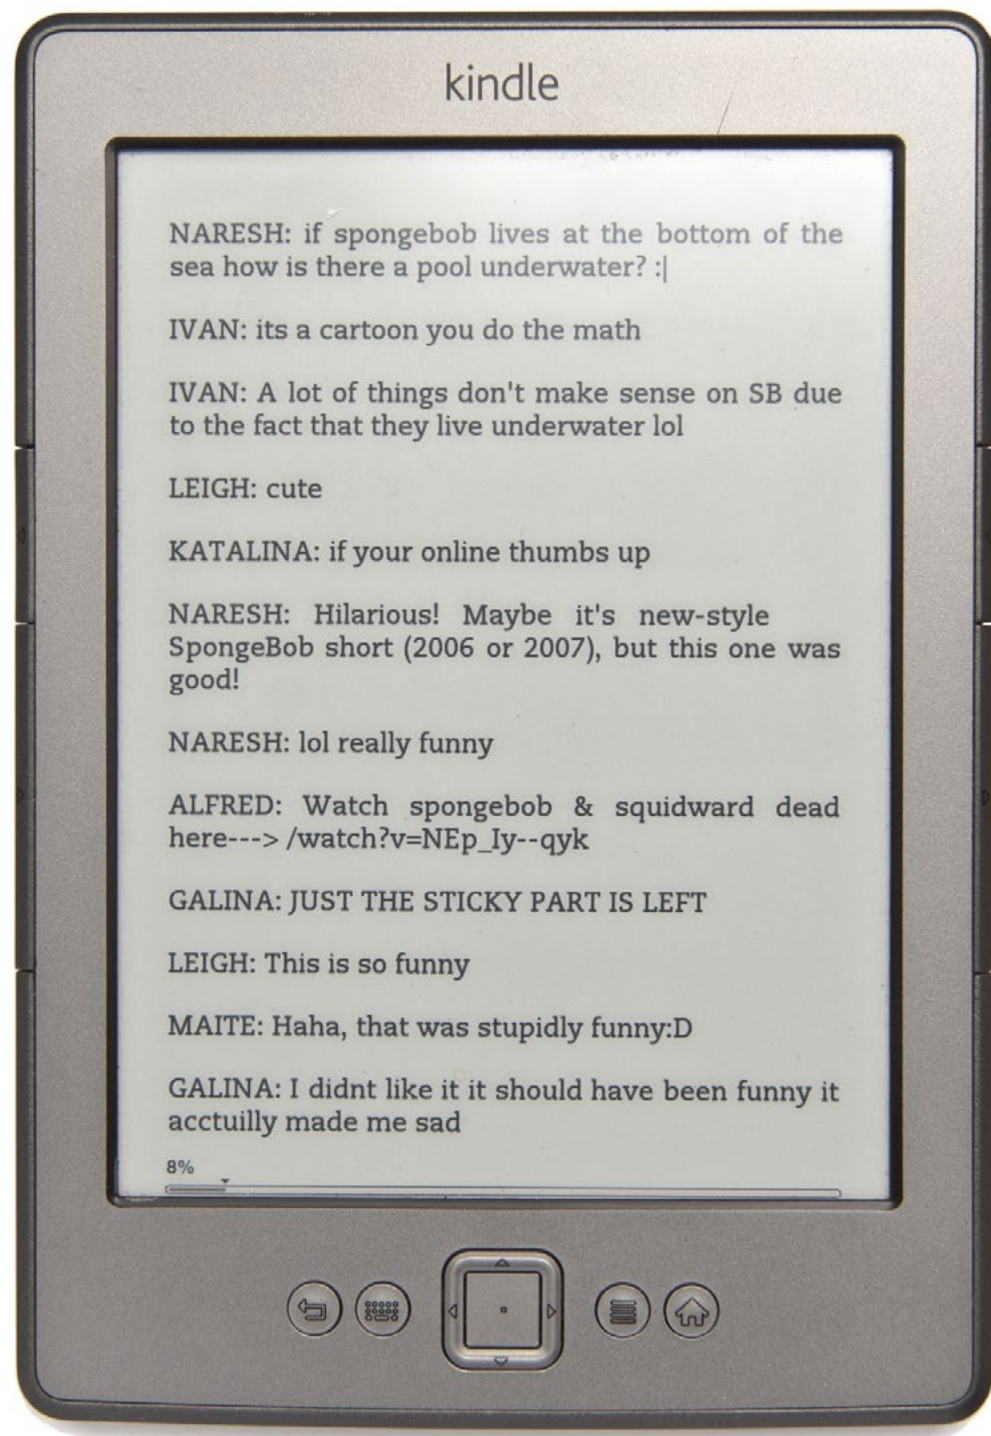 kindle
NARESH: if spongebob lives at the bottom of the
sea how is there a pool underwater? :|
IVAN: its a cartoon you do the math
IVAN: A lot of things don't make sense on SB due
to the fact that they live underwater lol
LEIGH: cute
KATALINA: if your online thumbs up
NARESH: Hilarious! Maybe it's new-style
SpongeBob short (2006 or 2007), but this one was
good!
NARESH: lol really funny
ALFRED: Watch spongebob & squidward dead
here---> /watch?v=NEp_Iy--qyk
GALINA: JUST THE STICKY PART IS LEFT
LEIGH: This is so funny
MAITE: Haha, that was stupidly funny:D
GALINA: I didnt like it it should have been funny it
acctuilly made me sad
8%